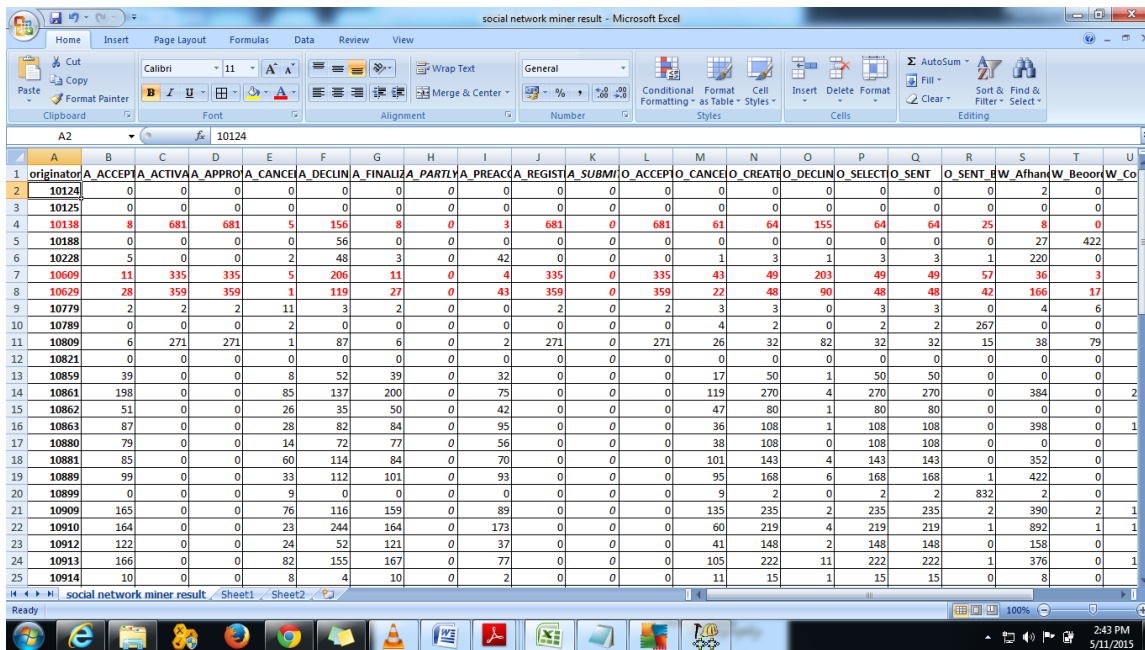 social network miner result - Microsoft Excel
Home Insert Page Layout Formulas Data Review View
Cut
Copy
Format Painter
Paste
Calibri 11
Wrap Text
Merge & Center
General
Conditional Formatting
Format as Table
Cell Styles
Insert Delete Format
AutoSum
Fill
Clear
Sort & Filter
Find & Select
Clipboard Font Alignment Number Styles Cells Editing
A2 fx 10124
A B C D E F G H I J K L M N O P Q R S T U
1 originator A_ACCEPT A_ACTIVA A_APPROV A_CANCEL A_DECLIN A_FINALIZ A_PARTLY A_PREACC A_REGIST A_SUBMIT O_ACCEPT O_CANCE O_CREATE O_DECLIN O_SELECTI O_SENT O_SENT_B W_Afhand W_Beoord W_Co
2 10124 0 0 0 0 0 0 0 0 0 0 0 0 0 0 0 0 0 2 0
3 10125 0 0 0 0 0 0 0 0 0 0 0 0 0 0 0 0 0 0 0
4 10138 8 681 681 5 156 8 0 3 681 0 681 61 64 155 64 64 25 8 0
5 10188 0 0 0 0 56 0 0 0 0 0 0 0 0 0 0 0 0 27 422
6 10228 5 0 0 2 48 3 0 42 0 0 0 1 3 1 3 3 1 220 0
7 10609 11 335 335 5 206 11 0 4 335 0 335 43 49 203 49 49 57 36 3
8 10629 28 359 359 1 119 27 0 43 359 0 359 22 48 90 48 48 42 166 17
9 10779 2 2 2 11 3 2 0 0 2 0 2 3 3 0 3 3 0 4 6
10 10789 0 0 0 2 0 0 0 0 0 0 0 4 2 0 2 2 267 0 0
11 10809 6 271 271 1 87 6 0 2 271 0 271 26 32 82 32 32 15 38 79
12 10821 0 0 0 0 0 0 0 0 0 0 0 0 0 0 0 0 0 0 0
13 10859 39 0 0 8 52 39 0 32 0 0 0 17 50 1 50 50 0 0 0
14 10861 198 0 0 85 137 200 0 75 0 0 0 119 270 4 270 270 0 384 0 2
15 10862 51 0 0 26 35 50 0 42 0 0 0 47 80 1 80 80 0 0 0
16 10863 87 0 0 28 82 84 0 95 0 0 0 36 108 1 108 108 0 398 0 1
17 10880 79 0 0 14 72 77 0 56 0 0 0 38 108 0 108 108 0 0 0
18 10881 85 0 0 60 114 84 0 70 0 0 0 101 143 4 143 143 0 352 0
19 10889 99 0 0 33 112 101 0 93 0 0 0 95 168 6 168 168 1 422 0
20 10899 0 0 0 9 0 0 0 0 0 0 0 9 2 0 2 2 832 2 0
21 10909 165 0 0 76 116 159 0 89 0 0 0 135 235 2 235 235 2 390 2 1
22 10910 164 0 0 23 244 164 0 173 0 0 0 60 219 4 219 219 1 892 1 1
23 10912 122 0 0 24 52 121 0 37 0 0 0 41 148 2 148 148 0 158 0
24 10913 166 0 0 82 155 167 0 77 0 0 0 105 222 11 222 222 1 376 0 1
25 10914 10 0 0 8 4 10 0 2 0 0 0 11 15 1 15 15 0 8 0
social network miner result Sheet1 Sheet2
Ready 100%
2:43 PM
5/11/2015